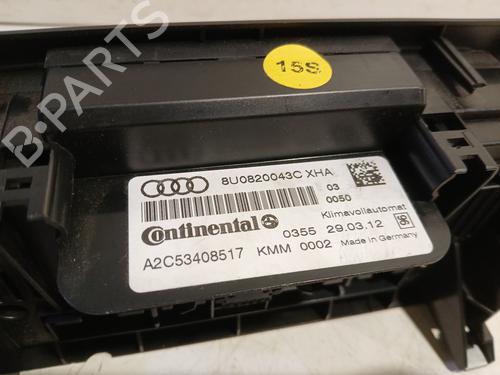 15S
B-PARTS
8U0820043C XHA
03
0050
Klimavollautomat
Continental
0355 29.03.12
A2C53408517 KMM 0002 Made in Germany